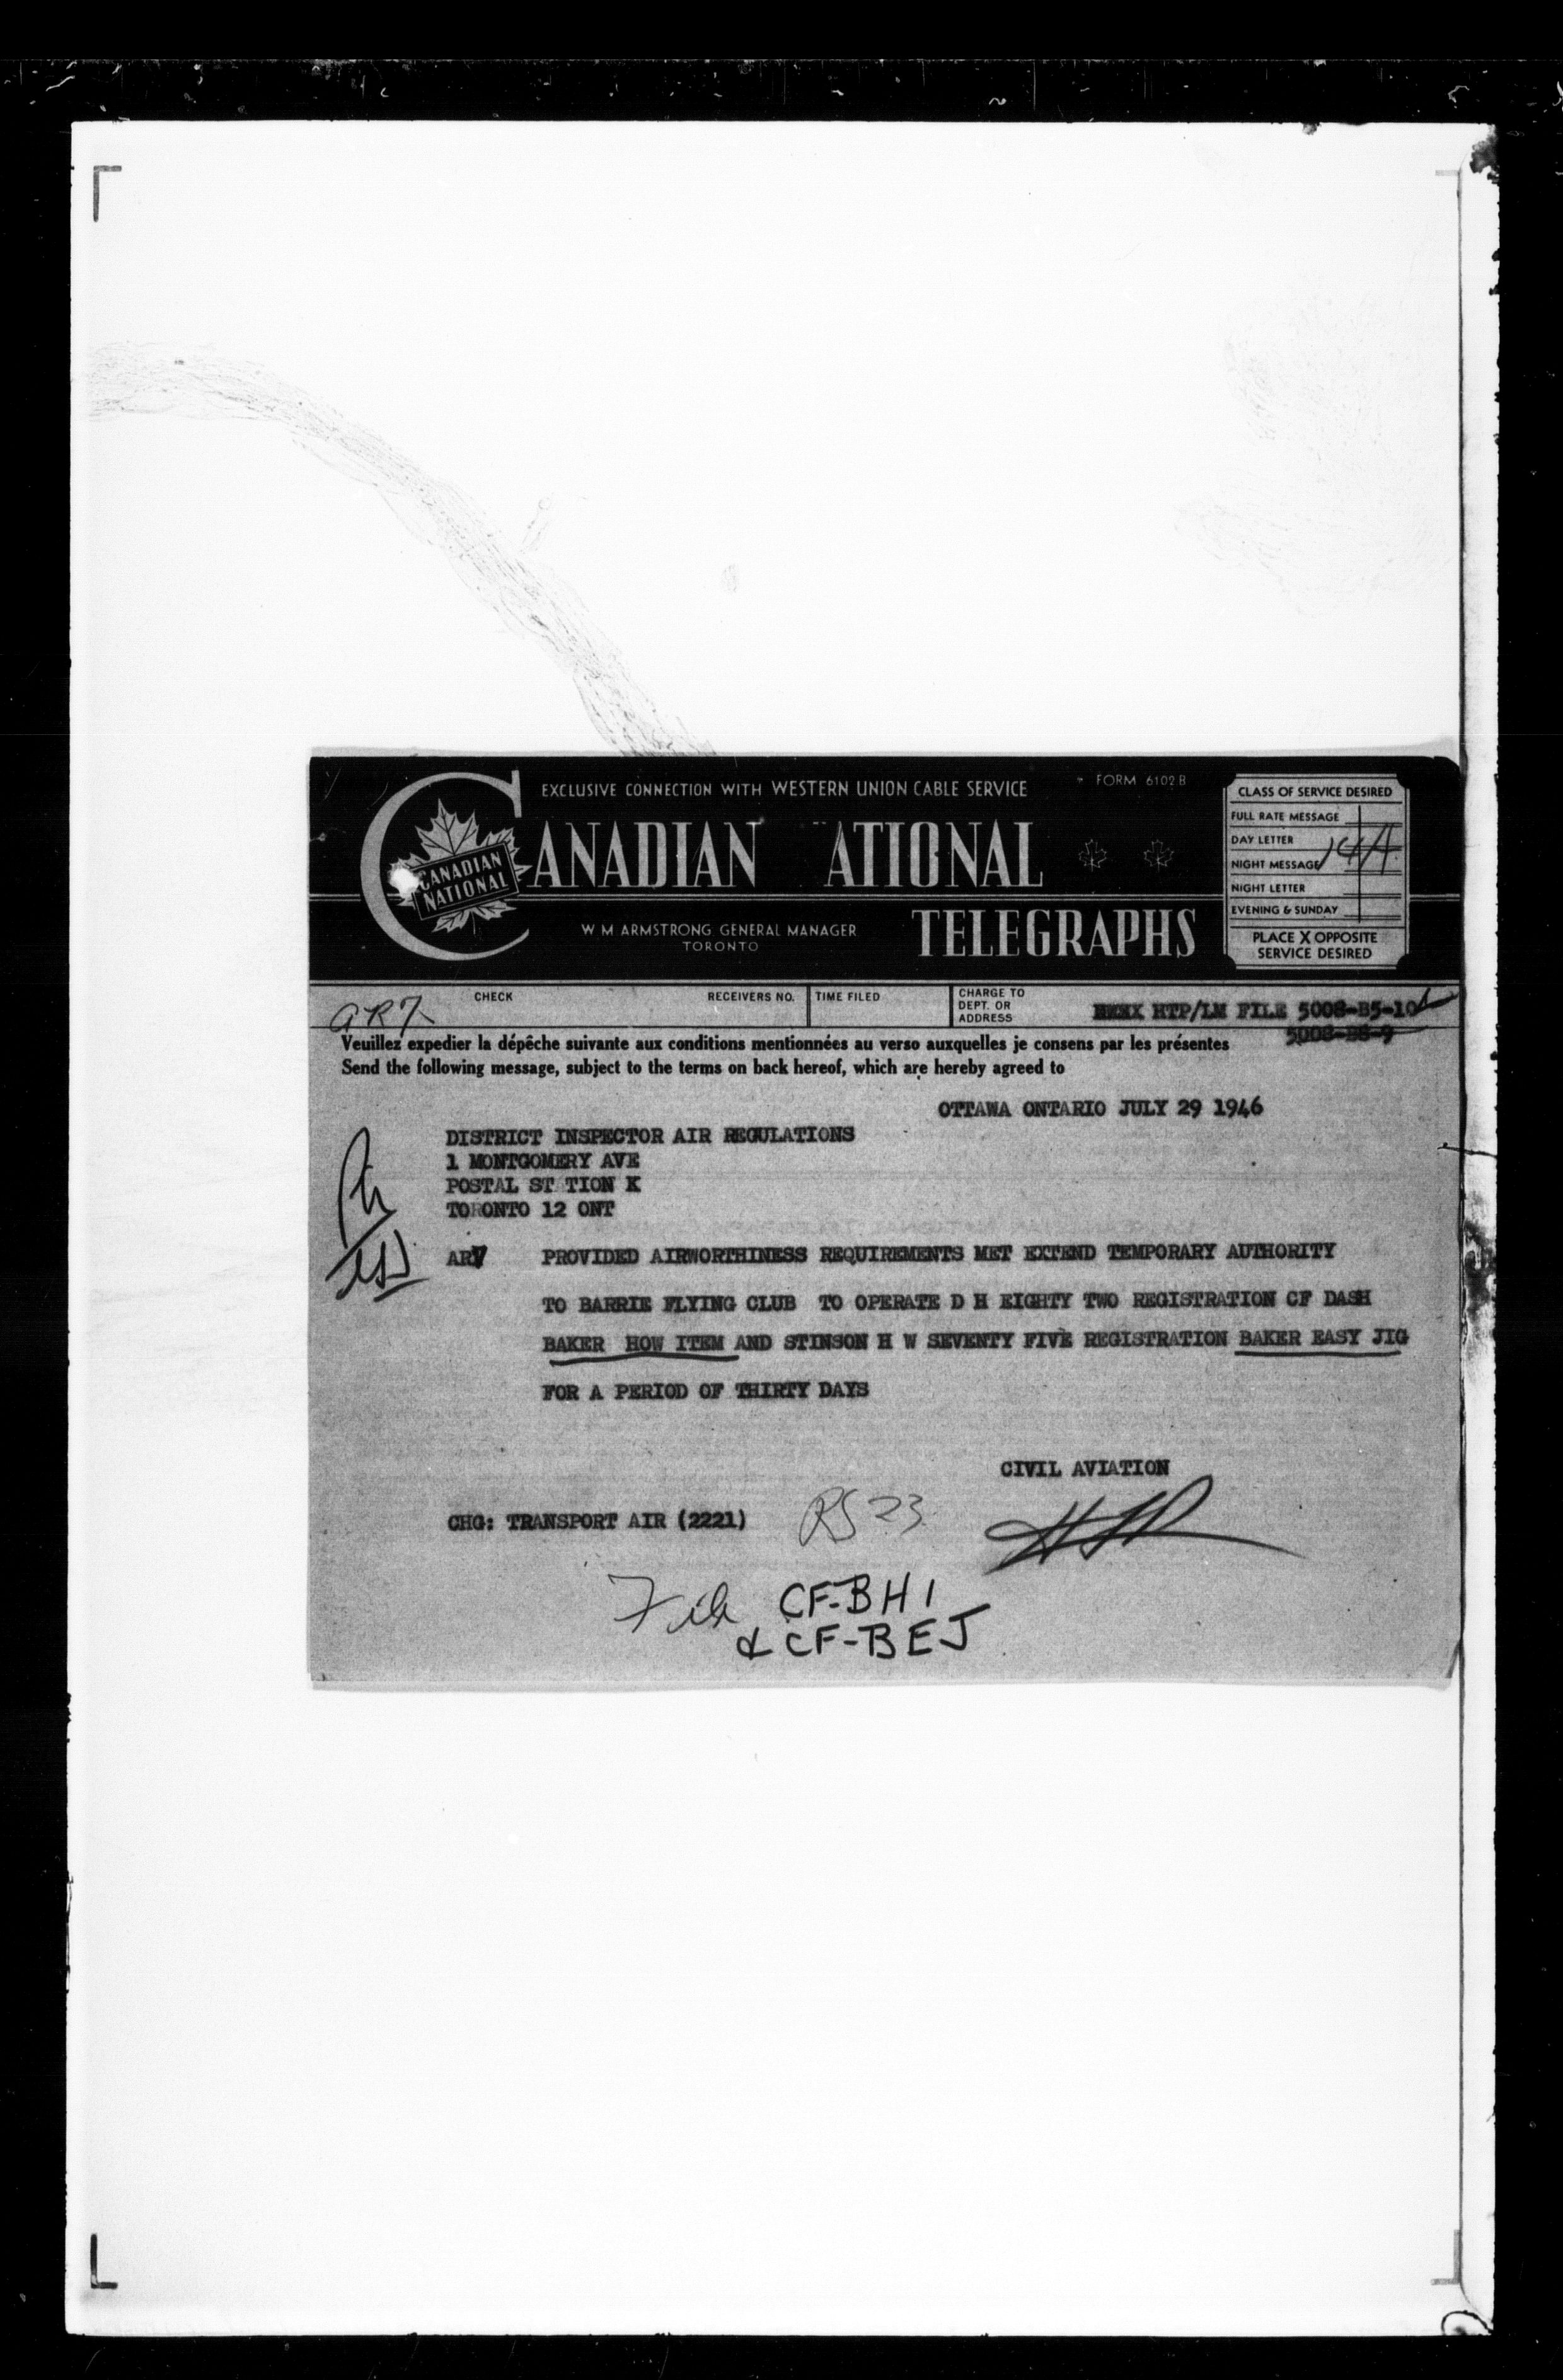 EXCLUSIVE CONNECTION WITH WESTERN UNION CABLE SERVICE
FORM 6102 B
CANADIAN NATIONAL
CANADIAN ATIONAL
TELEGRAPHS
W M ARMSTRONG GENERAL MANAGER
TORONTO
CLASS OF SERVICE DESIRED
FULL RATE MESSAGE
DAY LETTER
NIGHT MESSAGE
NIGHT LETTER
EVENING & SUNDAY
PLACE X OPPOSITE
SERVICE DESIRED
14A
AR7
CHECK
RECEIVERS NO.
TIME FILED
CHARGE TO
DEPT. OR
ADDRESS
HTP/LM FILE 5008-B5-10
5008-B8-9
Veuillez expedier la dépêche suivante aux conditions mentionnées au verso auxquelles je consens par les présentes
Send the following message, subject to the terms on back hereof, which are hereby agreed to
OTTAWA ONTARIO JULY 29 1946
DISTRICT INSPECTOR AIR REGULATIONS
1 MONTGOMERY AVE
POSTAL ST TION K
TORONTO 12 ONT
AR7 PROVIDED AIRWORTHINESS REQUIREMENTS MET EXTEND TEMPORARY AUTHORITY
TO BARRIE FLYING CLUB TO OPERATE D H EIGHTY TWO REGISTRATION CF DASH
BAKER HOW ITEM AND STINSON H W SEVENTY FIVE REGISTRATION BAKER EASY JIG
FOR A PERIOD OF THIRTY DAYS
CIVIL AVIATION
CHG: TRANSPORT AIR (2221)
RS 23
File CF-BHI
& CF-BEJ